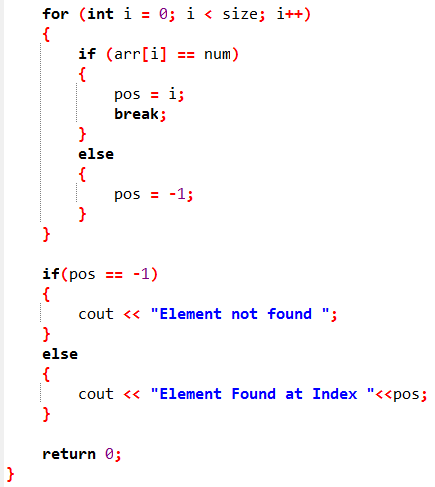 for (int i = 0; i < size; i++)
{
if (arr[i] == num)
{
pos = i;
break;
}
else
{
pos = -1;
}
}
if(pos == -1)
{
cout << "Element not found ";
}
else
{
cout << "Element Found at Index "<<pos;
}
return 0;
}